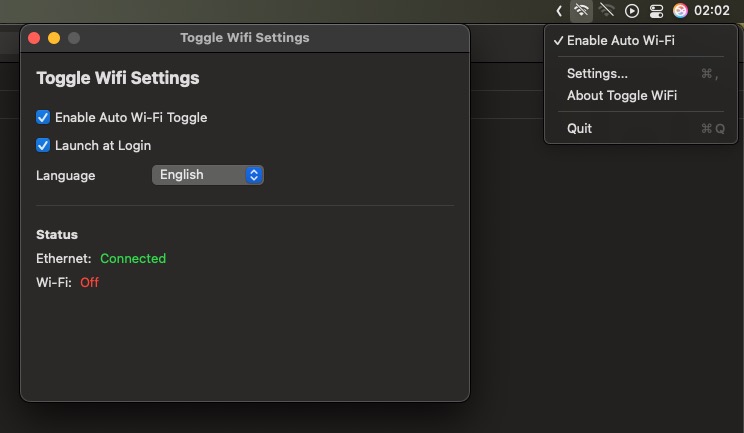 02:02
Toggle Wifi Settings
Enable Auto Wi-Fi
Settings... ⌘ ,
About Toggle WiFi
Quit ⌘ Q
Toggle Wifi Settings
Enable Auto Wi-Fi Toggle
Launch at Login
Language English
Status
Ethernet: Connected
Wi-Fi: Off